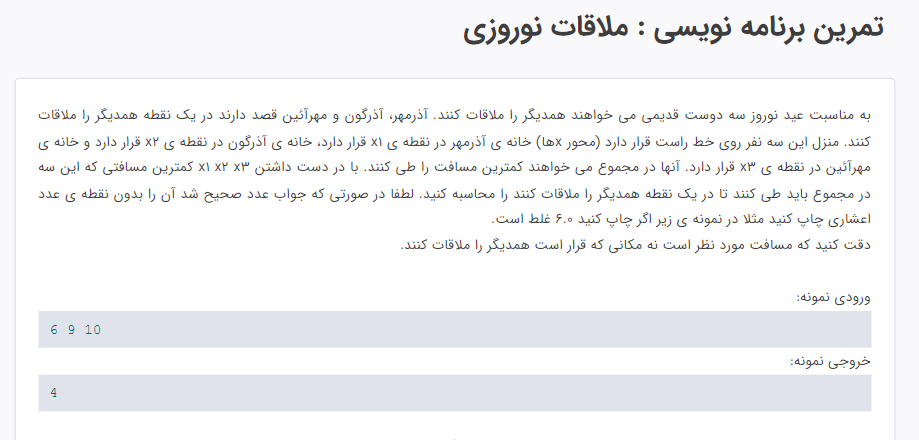 تمرین برنامه نویسی : ملاقات نوروزی
به مناسبت عید نوروز سه دوست قدیمی می خواهند همدیگر را ملاقات کنند. آذرمهر، آذرگون و مهرآئین قصد دارند در یک نقطه همدیگر را ملاقات
کنند. منزل این سه نفر روی خط راست قرار دارد (محور xها) خانه ی آذرمهر در نقطه ی x۱ قرار دارد، خانه ی آذرگون در نقطه ی x۲ قرار دارد و خانه ی
مهرآئین در نقطه ی x۳ قرار دارد. آنها در مجموع می خواهند کمترین مسافت را طی کنند. با در دست داشتن x۱ x۲ x۳ کمترین مسافتی که این سه
در مجموع باید طی کنند تا در یک نقطه همدیگر را ملاقات کنند را محاسبه کنید. لطفا در صورتی که جواب عدد صحیح شد آن را بدون نقطه ی عدد
اعشاری چاپ کنید مثلا در نمونه ی زیر اگر چاپ کنید ۶.۰ غلط است.
دقت کنید که مسافت مورد نظر است نه مکانی که قرار است همدیگر را ملاقات کنند.
ورودی نمونه:
6 9 10
خروجی نمونه:
4